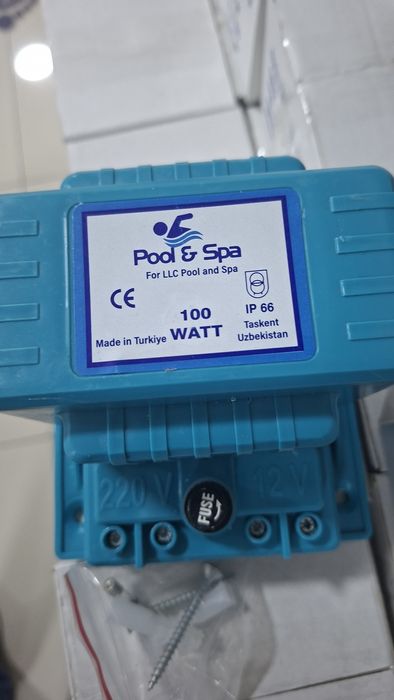 Pool & Spa
For LLC Pool and Spa
CE
100
WATT
Made in Turkiye
IP 66
Taskent
Uzbekistan
220 V
FUSE
12 V